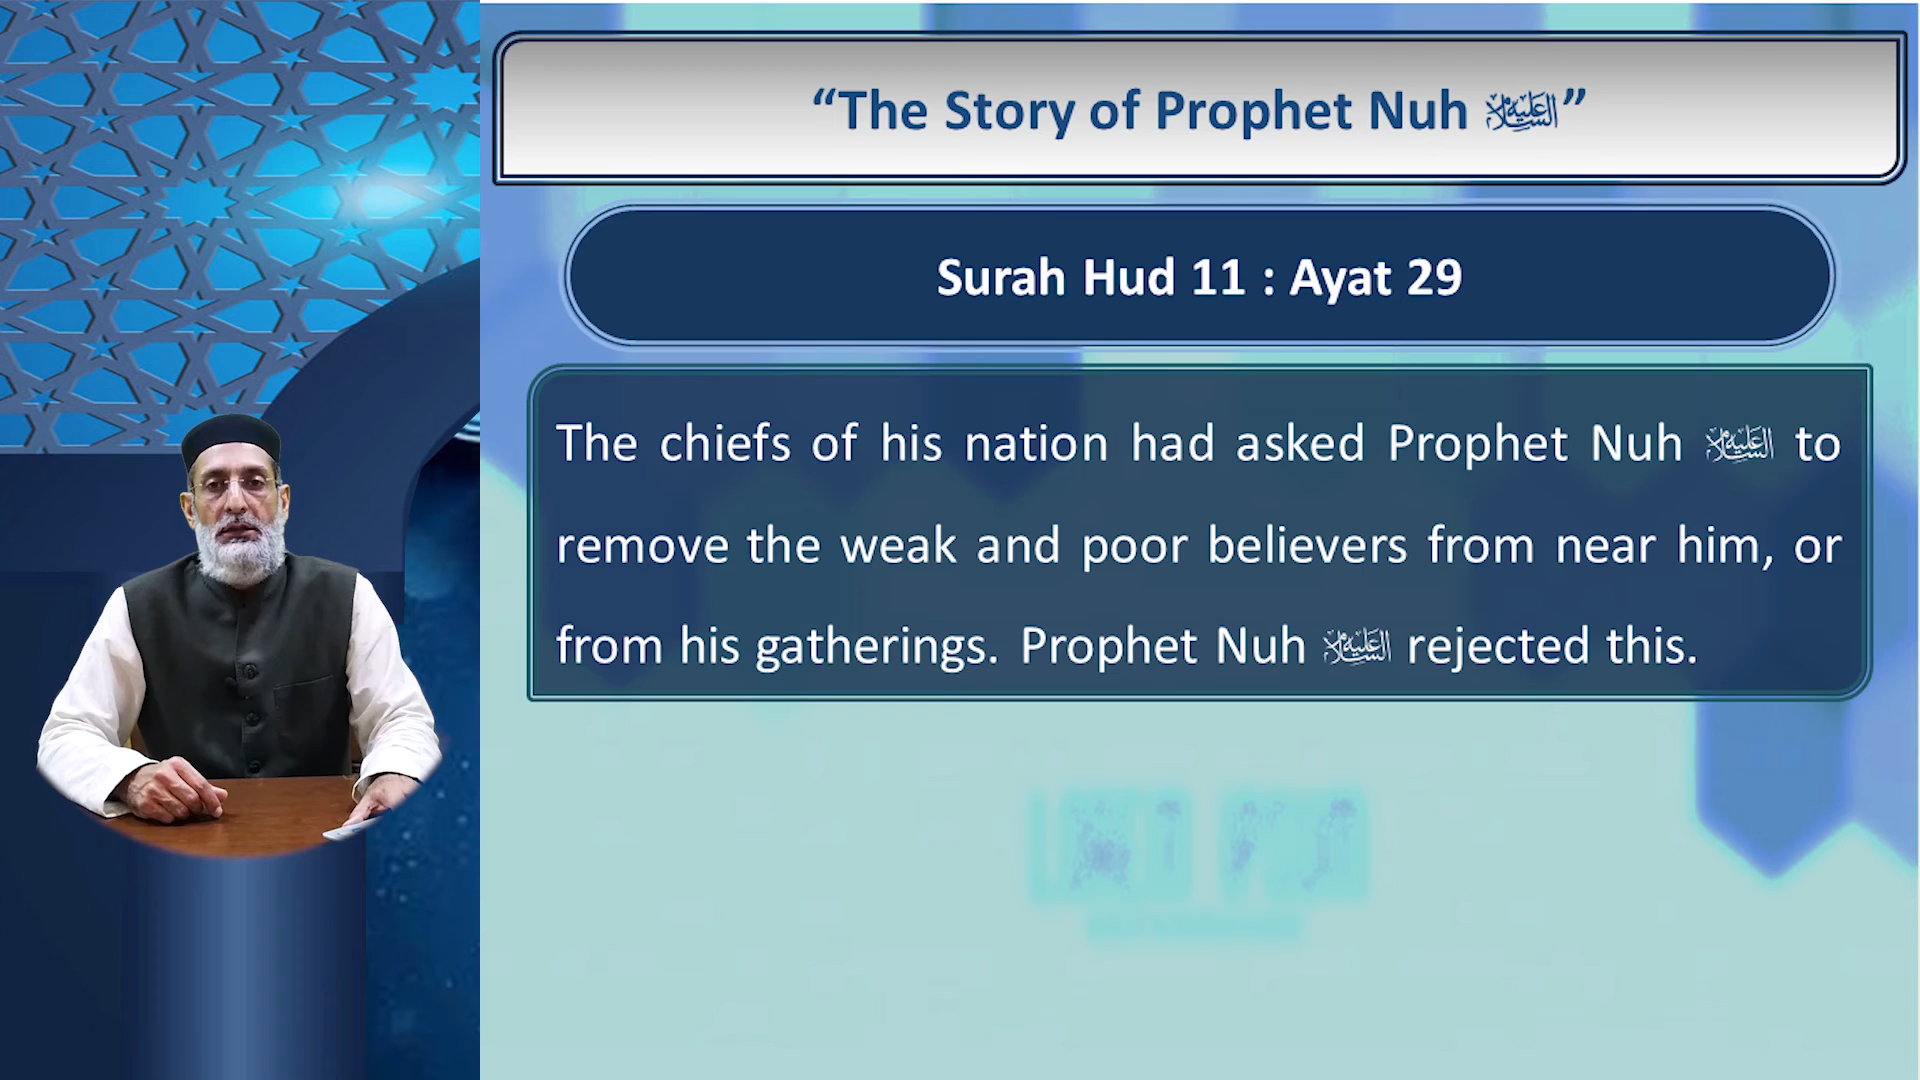 “The Story of Prophet Nuh عليه السلام”
Surah Hud 11 : Ayat 29
The chiefs of his nation had asked Prophet Nuh عليه السلام to
remove the weak and poor believers from near him, or
from his gatherings. Prophet Nuh عليه السلام rejected this.